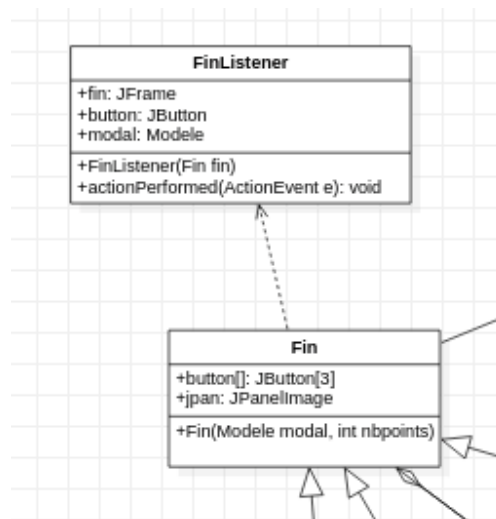 FinListener
+fin: JFrame
+button: JButton
+modal: Modele
+FinListener(Fin fin)
+actionPerformed(ActionEvent e): void
Fin
+button[]: JButton[3]
+jpan: JPanelImage
+Fin(Modele modal, int nbpoints)